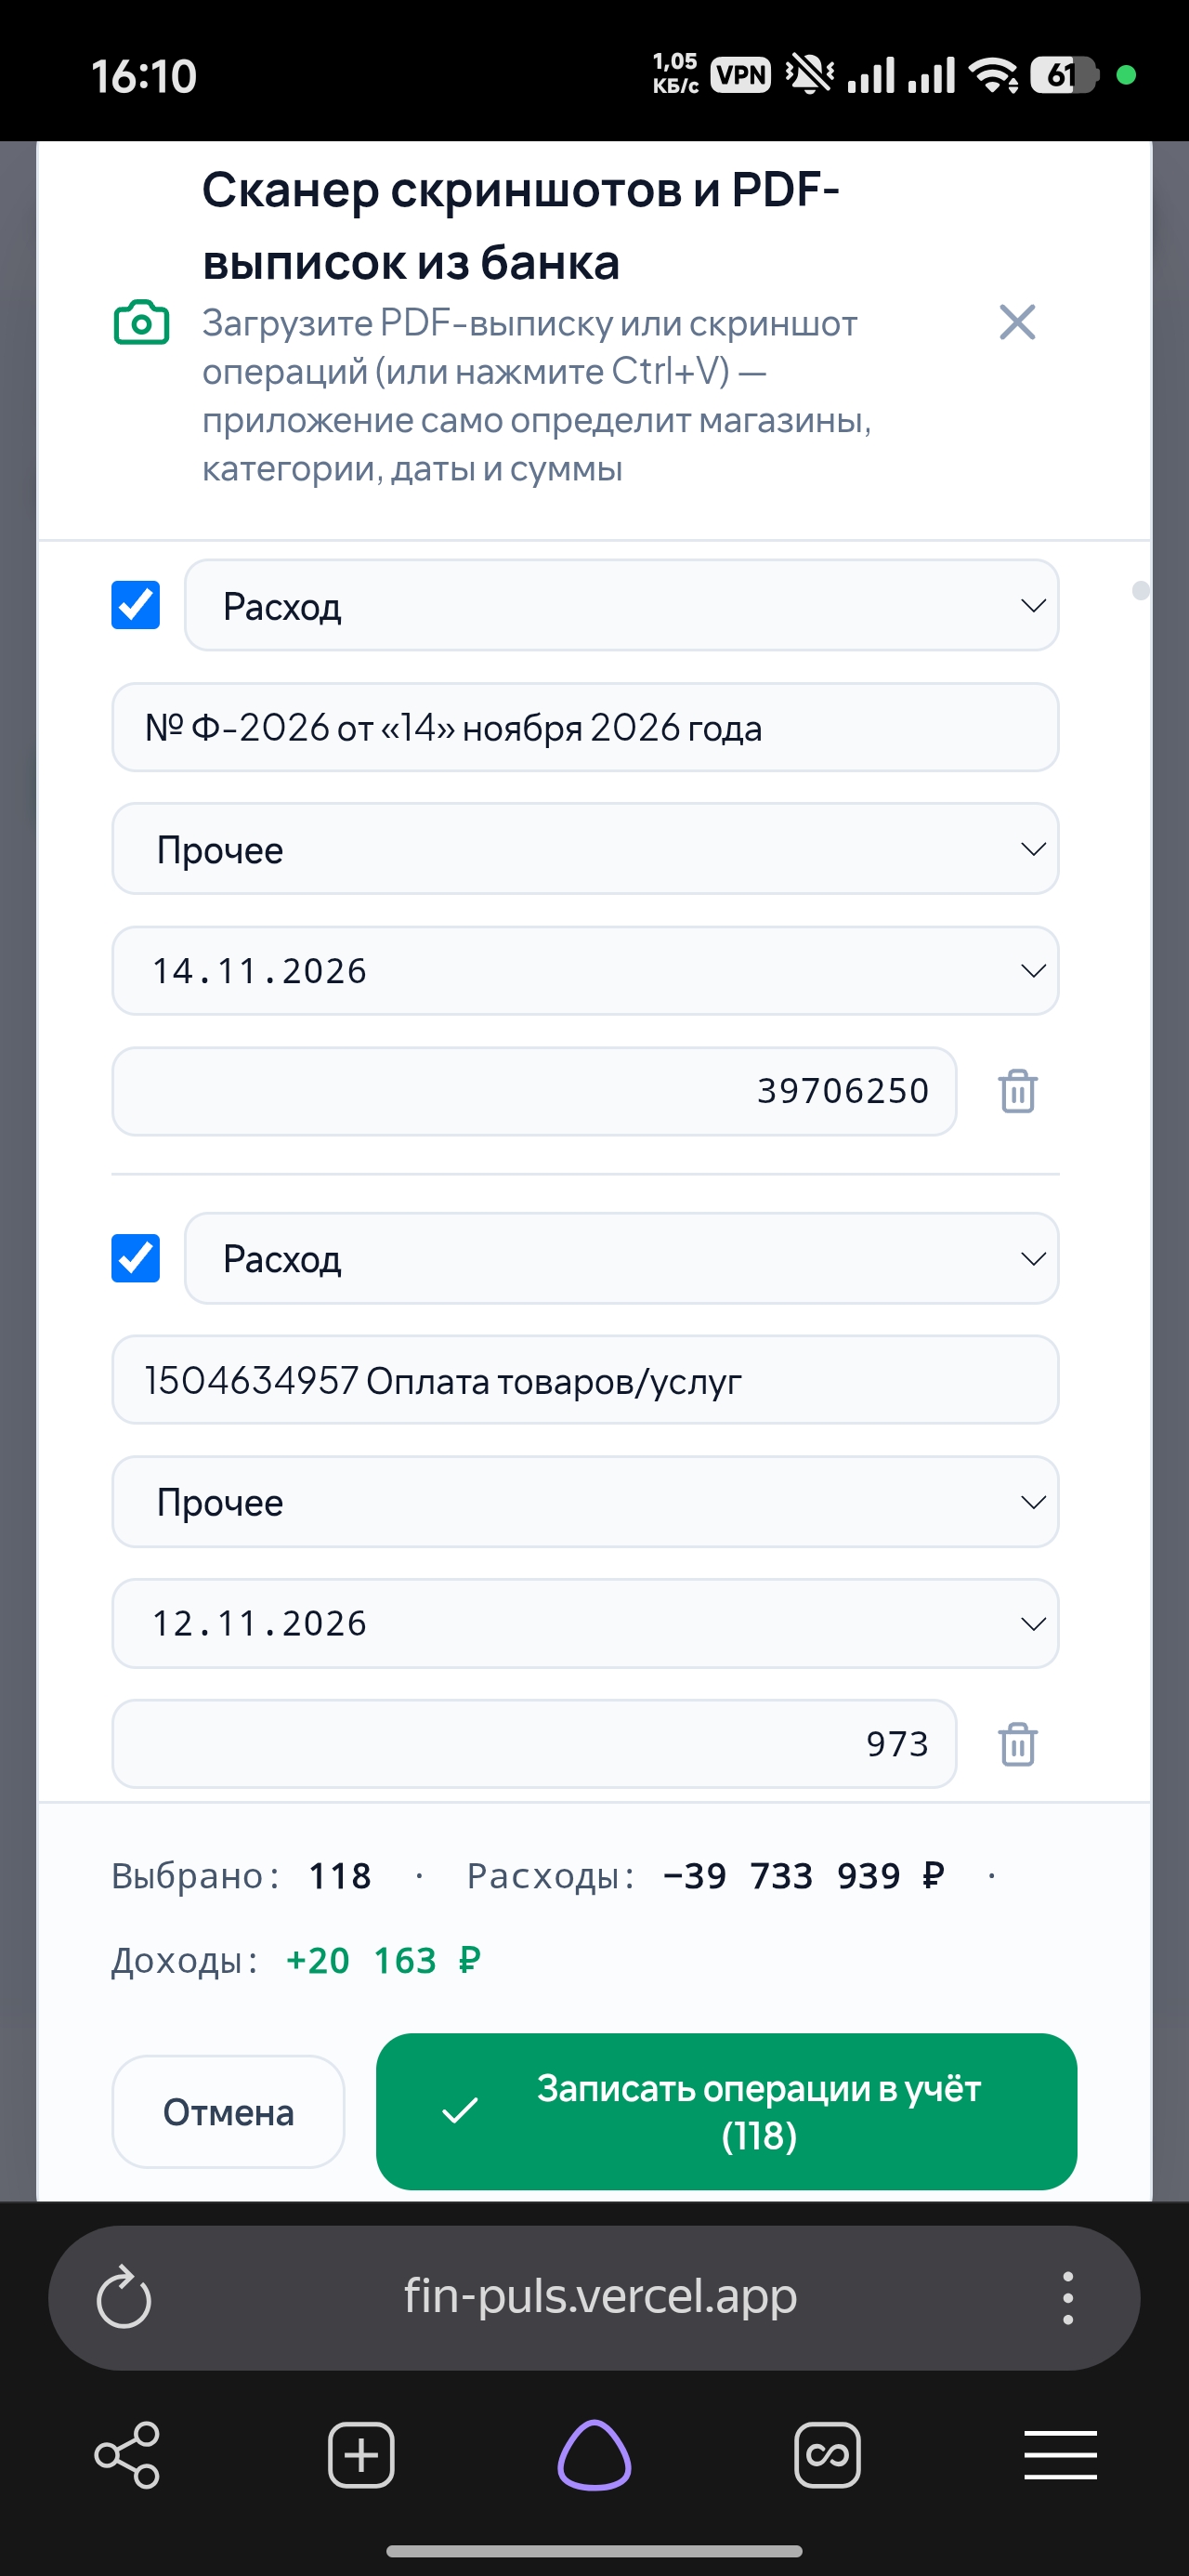 16:10
1,05
КБ/с
VPN
61
Сканер скриншотов и PDF-
выписок из банка
Загрузите PDF-выписку или скриншот
операций (или нажмите Ctrl+V) —
приложение само определит магазины,
категории, даты и суммы
Расход
№ Ф-2026 от «14» ноября 2026 года
Прочее
14.11.2026
39706250
Расход
1504634957 Оплата товаров/услуг
Прочее
12.11.2026
973
Выбрано: 118 · Расходы: −39 733 939 ₽ ·
Доходы: +20 163 ₽
Отмена
Записать операции в учёт
(118)
fin-puls.vercel.app